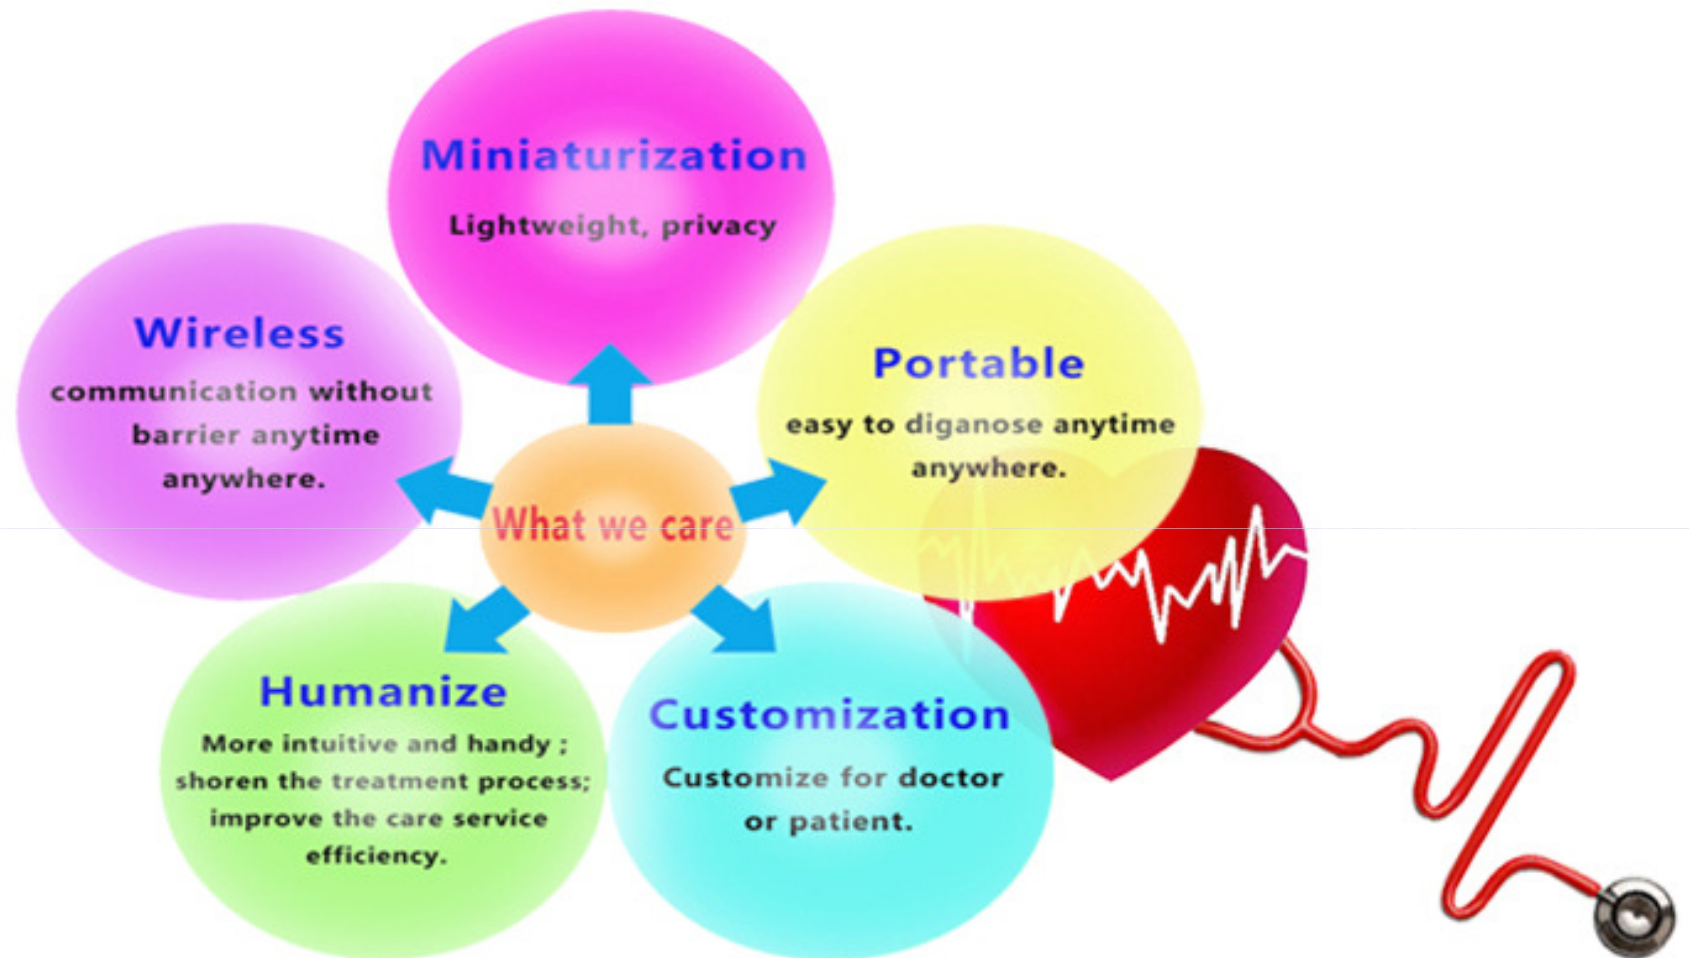 Miniaturization
Lightweight, privacy
Wireless
communication without
barrier anytime
anywhere.
Portable
easy to diganose anytime
anywhere.
What we care
Humanize
More intuitive and handy ;
shoren the treatment process;
improve the care service
efficiency.
Customization
Customize for doctor
or patient.